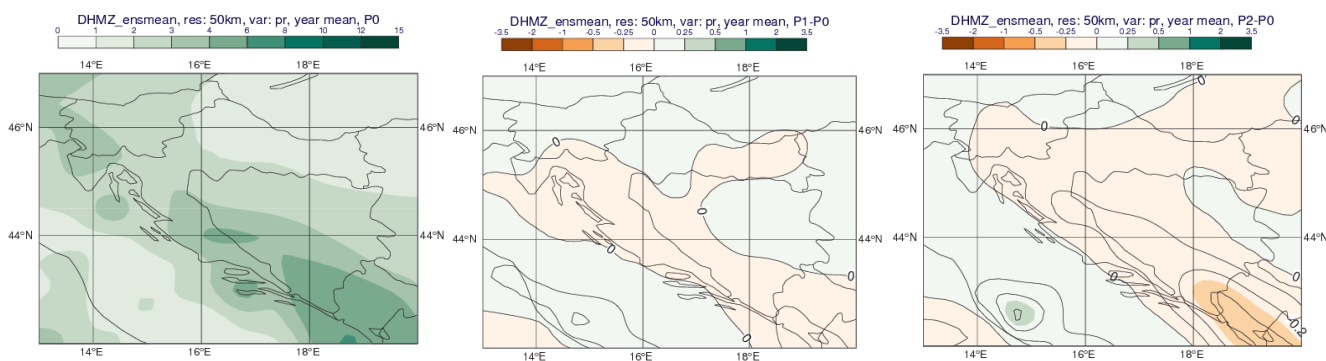 DHMZ_ensmean, res: 50km, var: pr, year mean, P0
0 1 2 3 4 6 8 10 12 15
14°E 16°E 18°E
46°N 46°N
44°N 44°N
14°E 16°E 18°E
DHMZ_ensmean, res: 50km, var: pr, year mean, P1-P0
-3.5 -2 -1 -0.5 -0.25 0 0.25 0.5 1 2 3.5
14°E 16°E 18°E
0
46°N 46°N
0
44°N 44°N
0
0
0
14°E 16°E 18°E
DHMZ_ensmean, res: 50km, var: pr, year mean, P2-P0
-3.5 -2 -1 -0.5 -0.25 0 0.25 0.5 1 2 3.5
14°E 16°E 18°E
0
0
46°N 0
44°N
0
0
-0.2
14°E 16°E 18°E